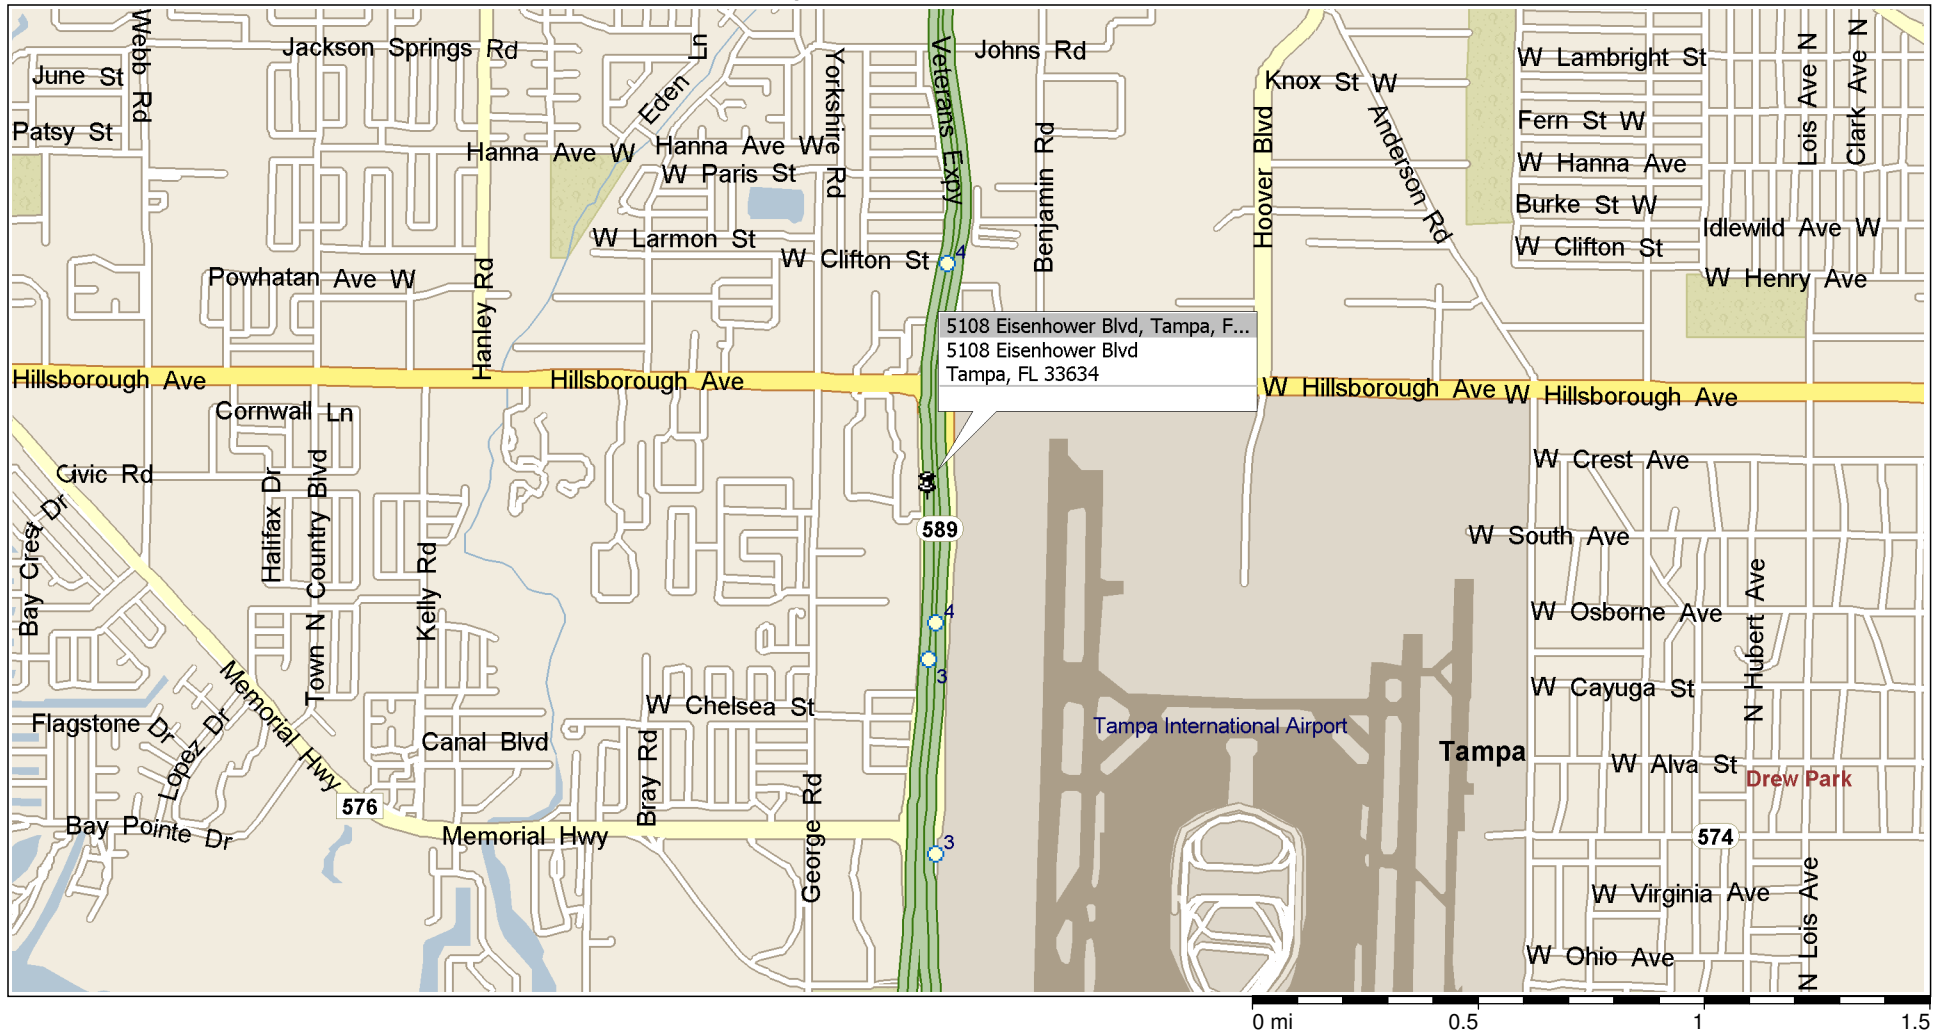 Webb Rd
Jackson Springs Rd
June St
Patsy St
Eden Ln
Yorkshire Rd
Veterans Expy
Johns Rd
Benjamin Rd
Hoover Blvd
Knox St W
Anderson Rd
W Lambright St
Lois Ave N
Clark Ave N
Fern St W
W Hanna Ave
Burke St W
Idlewild Ave W
W Clifton St
W Henry Ave
Hanna Ave W
Hanna Ave W
W Paris St
W Larmon St
W Clifton St
4
Powhatan Ave W
Hanley Rd
5108 Eisenhower Blvd, Tampa, F...
5108 Eisenhower Blvd
Tampa, FL 33634
Hillsborough Ave
Hillsborough Ave
W Hillsborough Ave
W Hillsborough Ave
Cornwall Ln
Civic Rd
Halifax Dr
Town N Country Blvd
Bay Crest Dr
Kelly Rd
589
W Crest Ave
W South Ave
W Osborne Ave
N Hubert Ave
W Cayuga St
4
3
Memorial Hwy
Flagstone Dr
Lopez Dr
W Chelsea St
Canal Blvd
Bray Rd
George Rd
Tampa International Airport
Tampa
W Alva St
Drew Park
576
Bay Pointe Dr
Memorial Hwy
3
574
W Virginia Ave
N Lois Ave
W Ohio Ave
0 mi
0.5
1
1.5